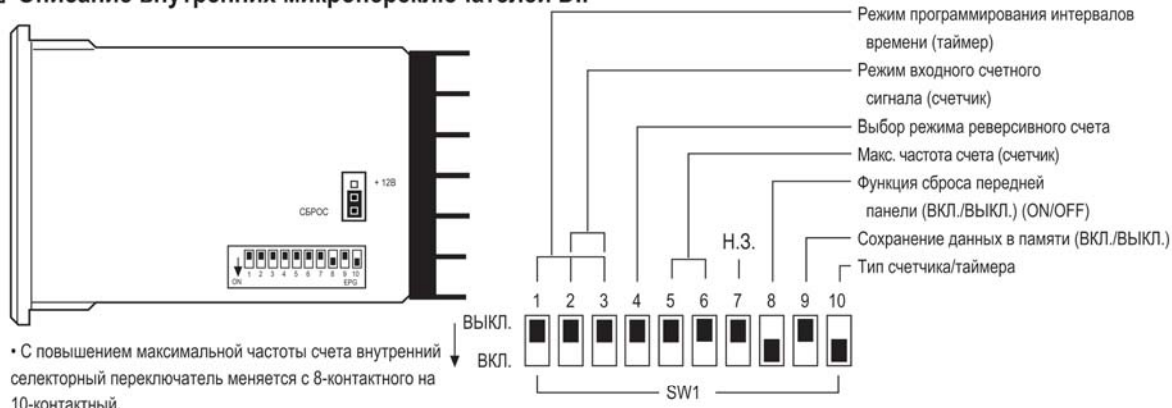 Описание внутренних микропереключателей DIP
Режим программирования интервалов
времени (таймер)
Режим входного счетного
сигнала (счетчик)
Выбор режима реверсивного счета
Макс. частота счета (счетчик)
Функция сброса передней
панели (ВКЛ./ВЫКЛ.) (ON/OFF)
Сохранение данных в памяти (ВКЛ./ВЫКЛ.)
Тип счетчика/таймера
+ 12В
СБРОС
ON
1 2 3 4 5 6 7 8 9 10
EPG
Н.З.
1 2 3 4 5 6 7 8 9 10
ВЫКЛ.
ВКЛ.
SW1
• С повышением максимальной частоты счета внутренний
селекторный переключатель меняется с 8-контактного на
10-контактный.